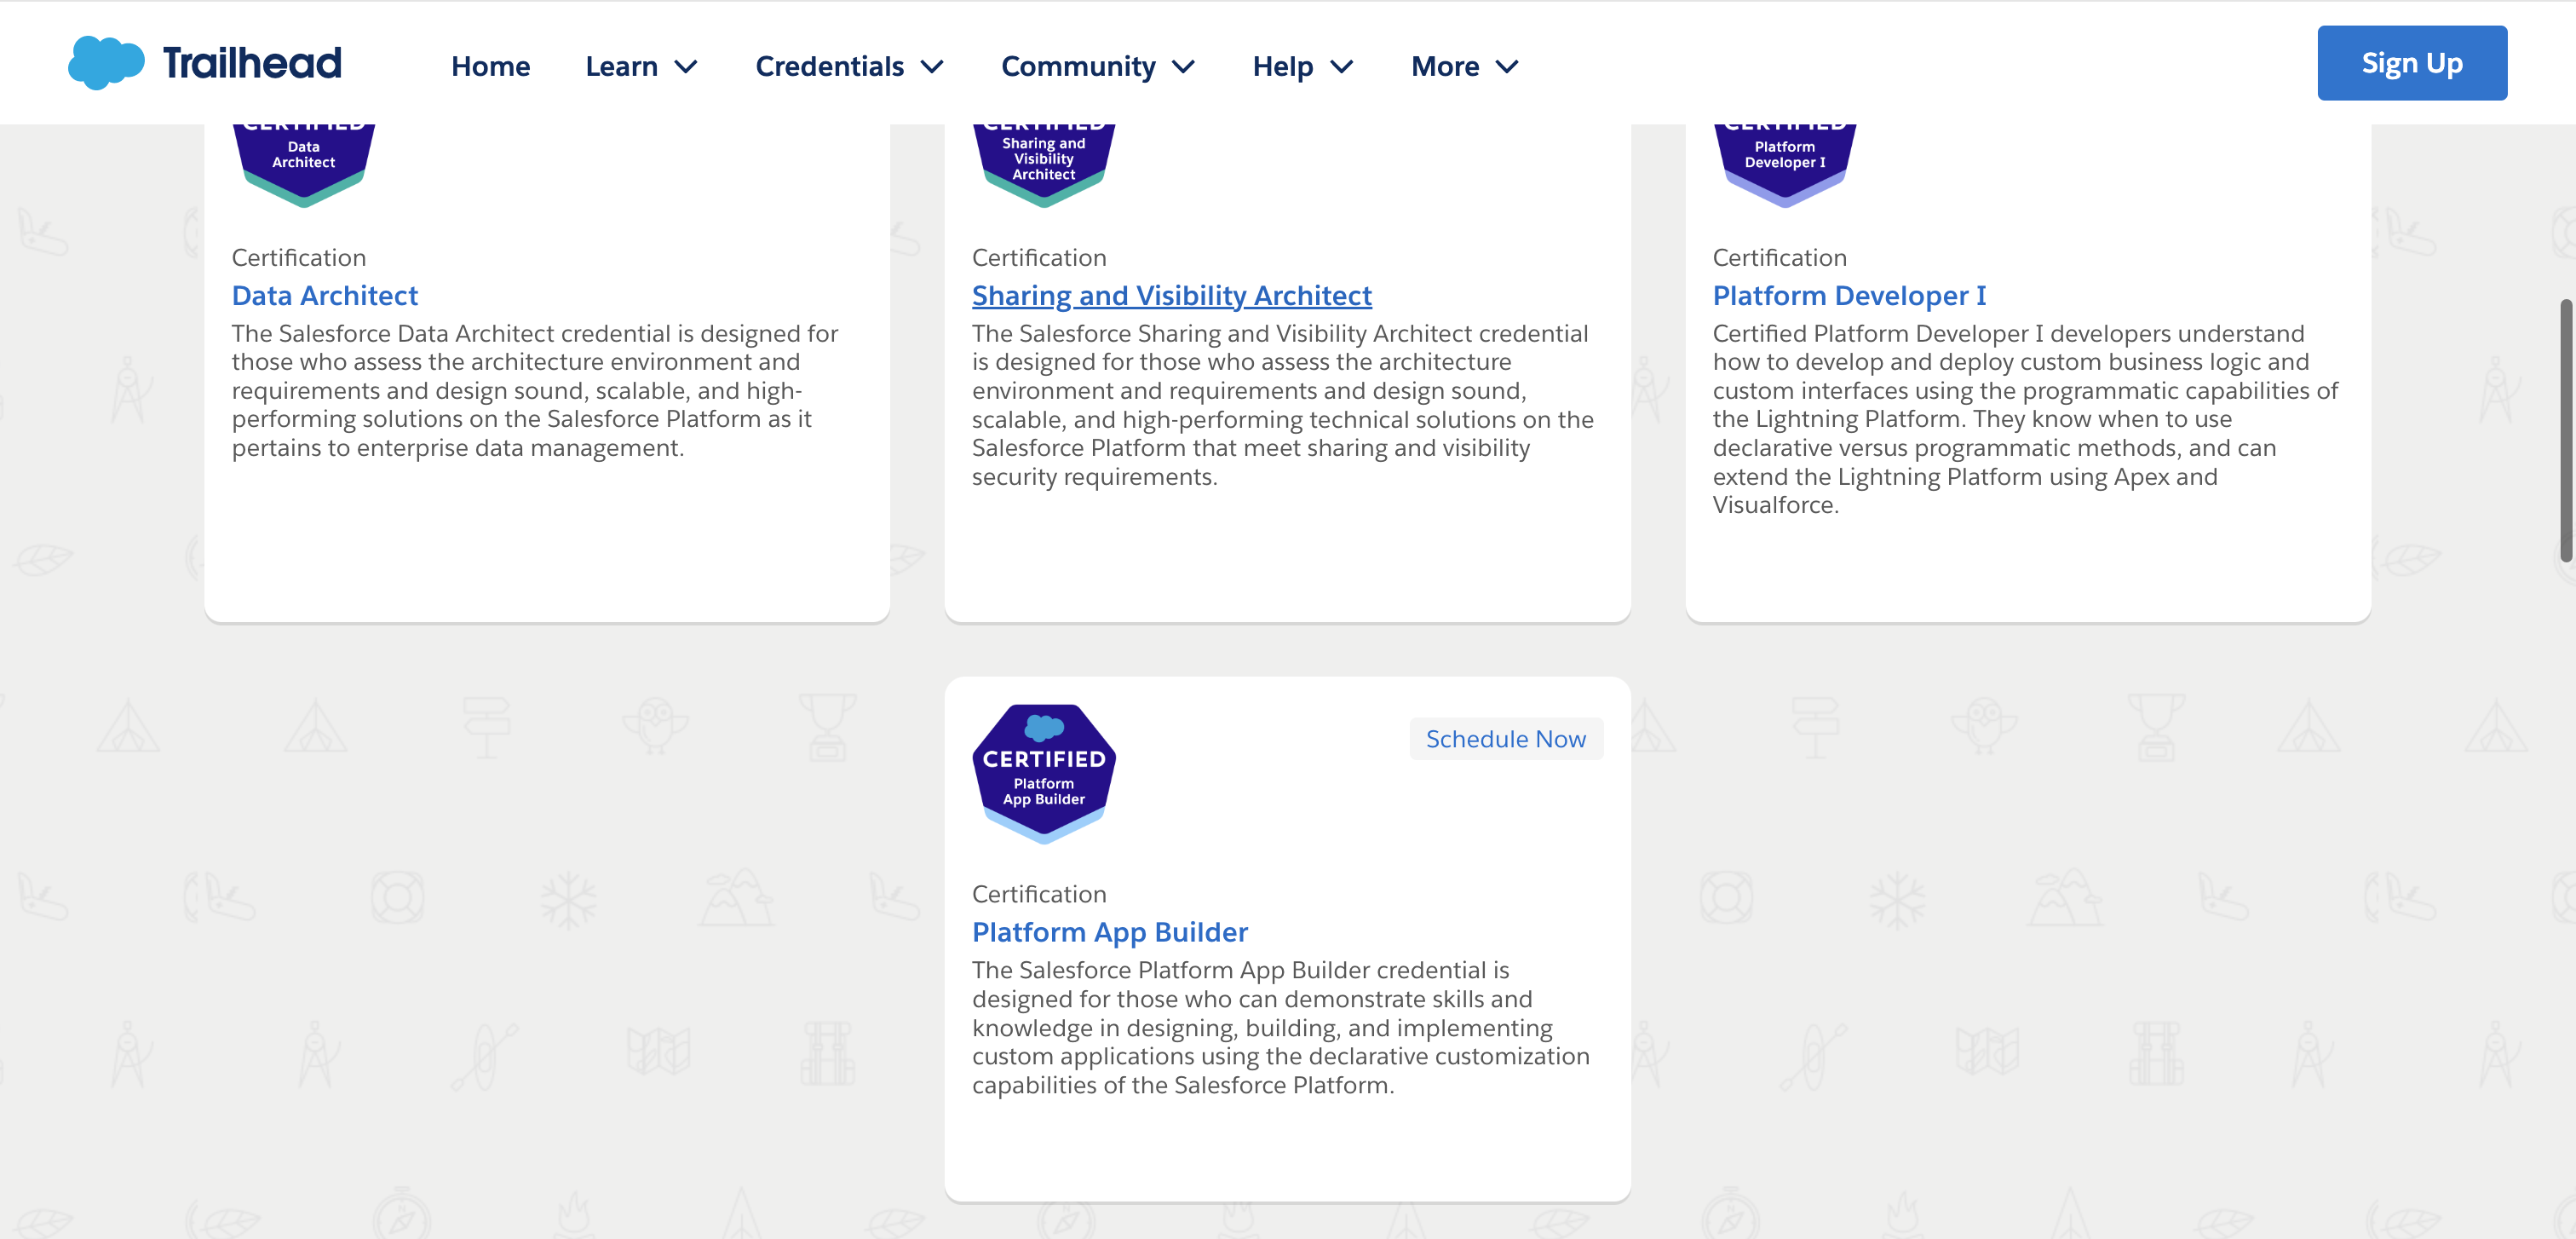 Trailhead
Home
Learn
Credentials
Community
Help
More
Sign Up
CERTIFIED
Data
Architect
Certification
Data Architect
The Salesforce Data Architect credential is designed for
those who assess the architecture environment and
requirements and design sound, scalable, and high-
performing solutions on the Salesforce Platform as it
pertains to enterprise data management.
CERTIFIED
Sharing and
Visibility
Architect
Certification
Sharing and Visibility Architect
The Salesforce Sharing and Visibility Architect credential
is designed for those who assess the architecture
environment and requirements and design sound,
scalable, and high-performing technical solutions on the
Salesforce Platform that meet sharing and visibility
security requirements.
CERTIFIED
Platform
Developer I
Certification
Platform Developer I
Certified Platform Developer I developers understand
how to develop and deploy custom business logic and
custom interfaces using the programmatic capabilities of
the Lightning Platform. They know when to use
declarative versus programmatic methods, and can
extend the Lightning Platform using Apex and
Visualforce.
CERTIFIED
Platform
App Builder
Schedule Now
Certification
Platform App Builder
The Salesforce Platform App Builder credential is
designed for those who can demonstrate skills and
knowledge in designing, building, and implementing
custom applications using the declarative customization
capabilities of the Salesforce Platform.